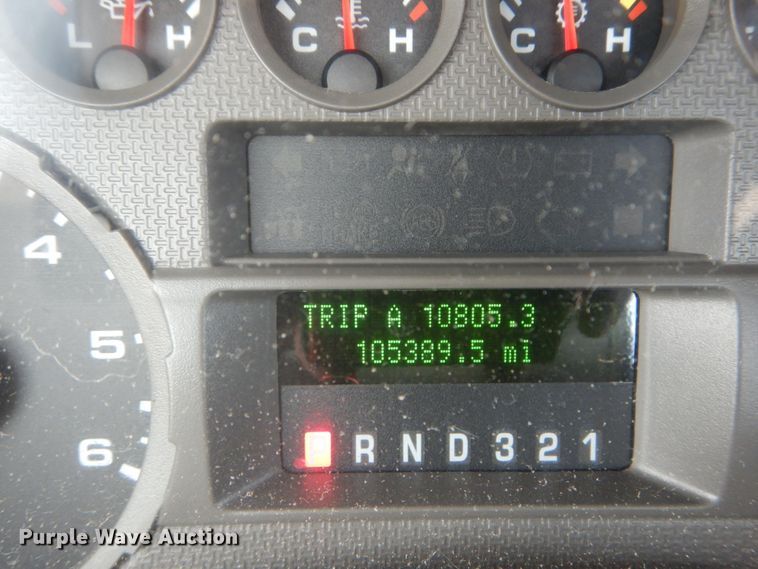 L H C H C H
4
TRIP A 10805.3
5
105389.5 mi
6
P R N D 3 2 1
Purple Wave Auction